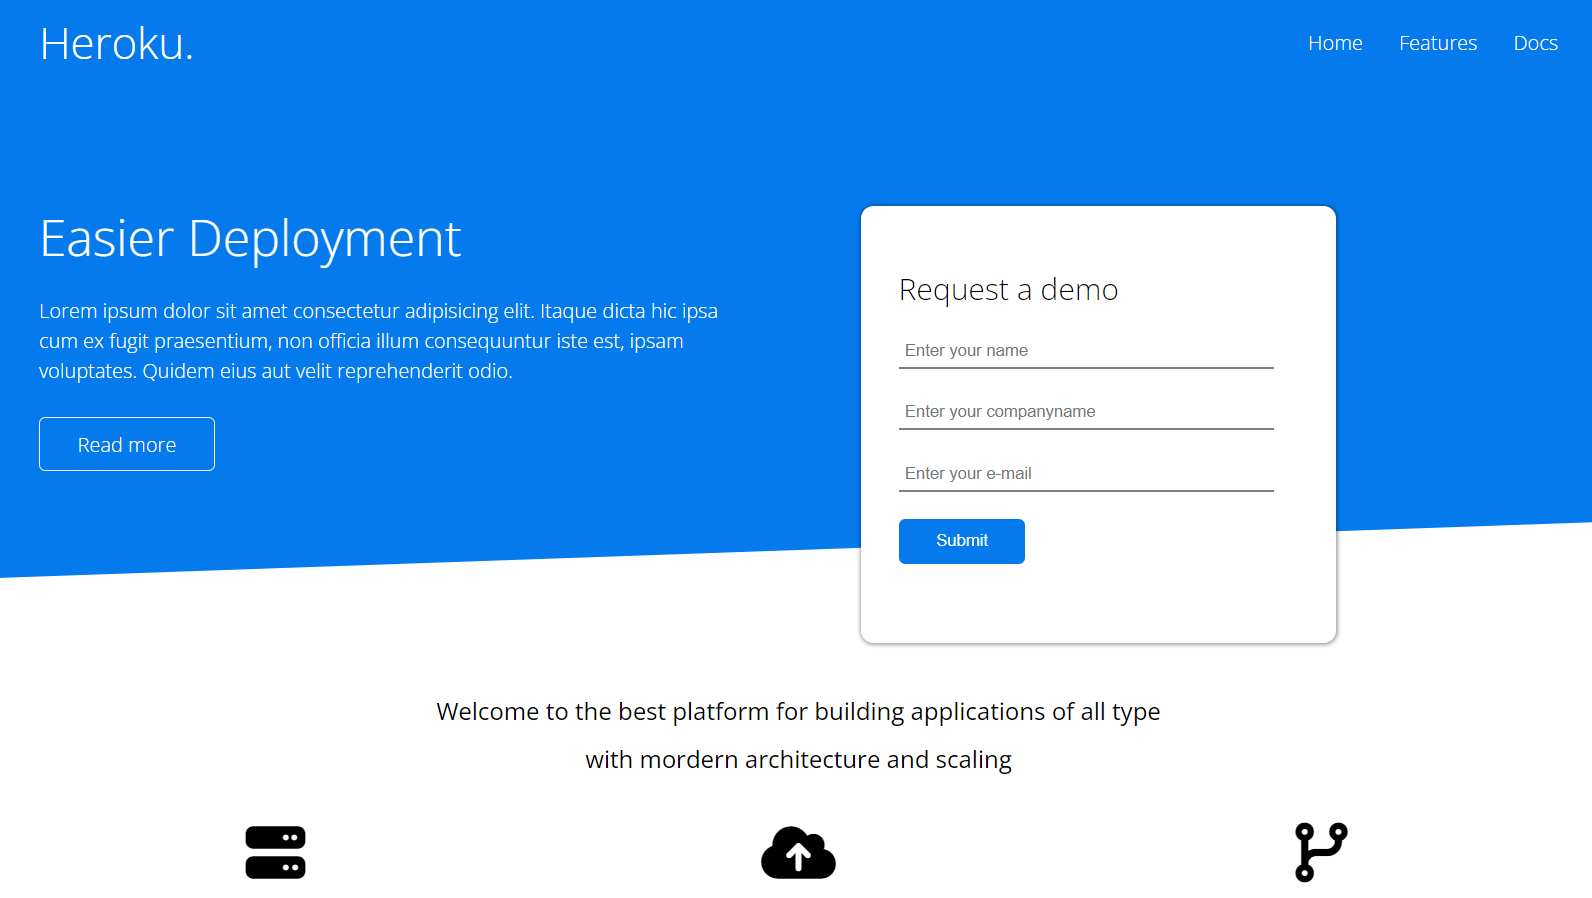 Heroku.
Home Features Docs
Easier Deployment
Lorem ipsum dolor sit amet consectetur adipisicing elit. Itaque dicta hic ipsa
cum ex fugit praesentium, non officia illum consequuntur iste est, ipsam
voluptates. Quidem eius aut velit reprehenderit odio.
Read more
Request a demo
Enter your name
Enter your companyname
Enter your e-mail
Submit
Welcome to the best platform for building applications of all type
with mordern architecture and scaling